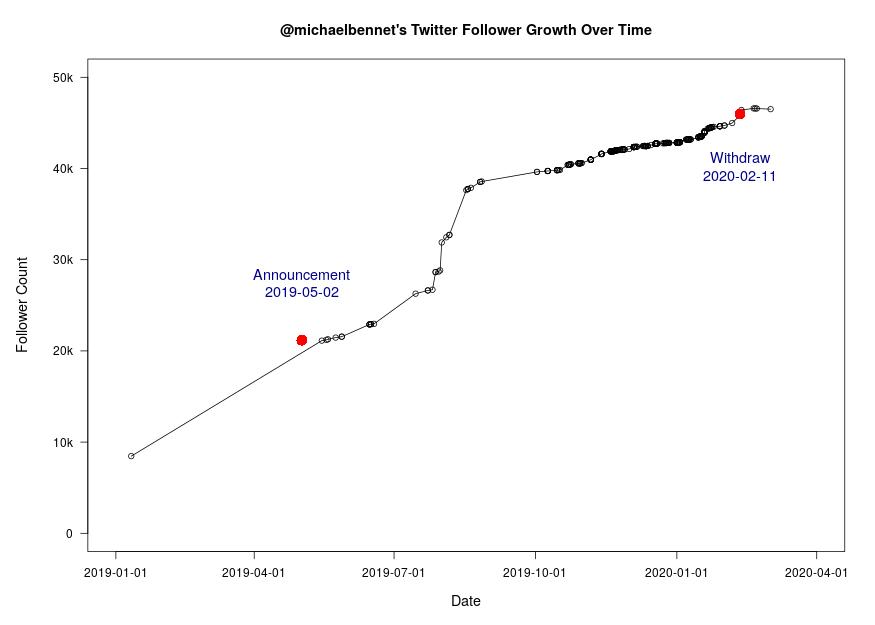 @michaelbennet's Twitter Follower Growth Over Time
Follower Count
50k
40k
30k
20k
10k
0
Announcement
2019-05-02
Withdraw
2020-02-11
2019-01-01
2019-04-01
2019-07-01
2019-10-01
2020-01-01
2020-04-01
Date